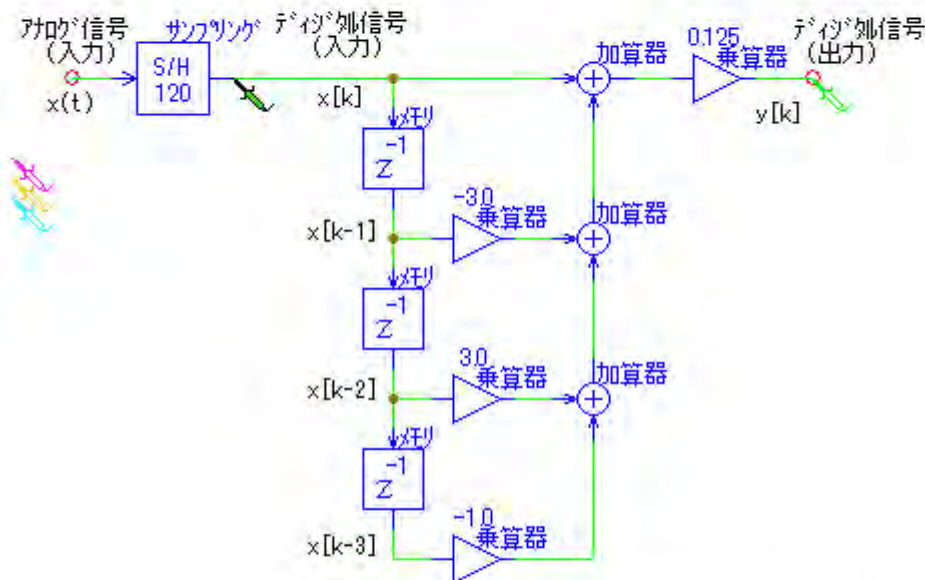 アナログ信号
(入力)
サンプリング
ディジタル信号
(入力)
加算器
0.125
乗算器
ディジタル信号
(出力)
S/H
120
x(t)
x[k]
y[k]
メモリ
z-1
-3.0
乗算器
加算器
x[k-1]
メモリ
z-1
3.0
乗算器
加算器
x[k-2]
メモリ
z-1
-1.0
乗算器
x[k-3]